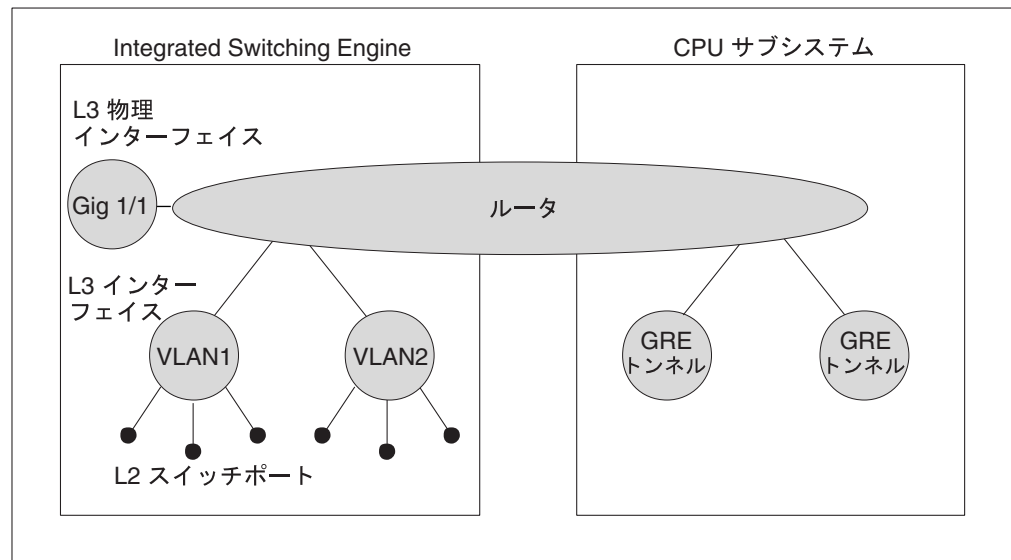 Integrated Switching Engine
CPU サブシステム
L3 物理
インターフェイス
Gig 1/1
ルータ
L3 インター
フェイス
VLAN1
VLAN2
GRE
トンネル
GRE
トンネル
L2 スイッチポート